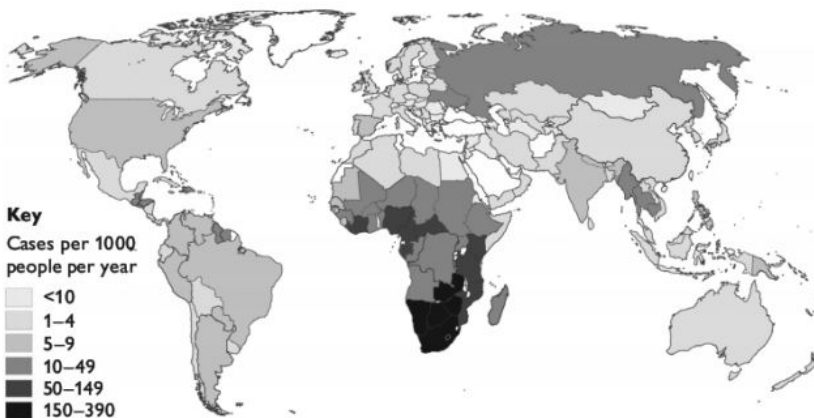 Key
Cases per 1000
people per year
<10
1–4
5–9
10–49
50–149
150–390